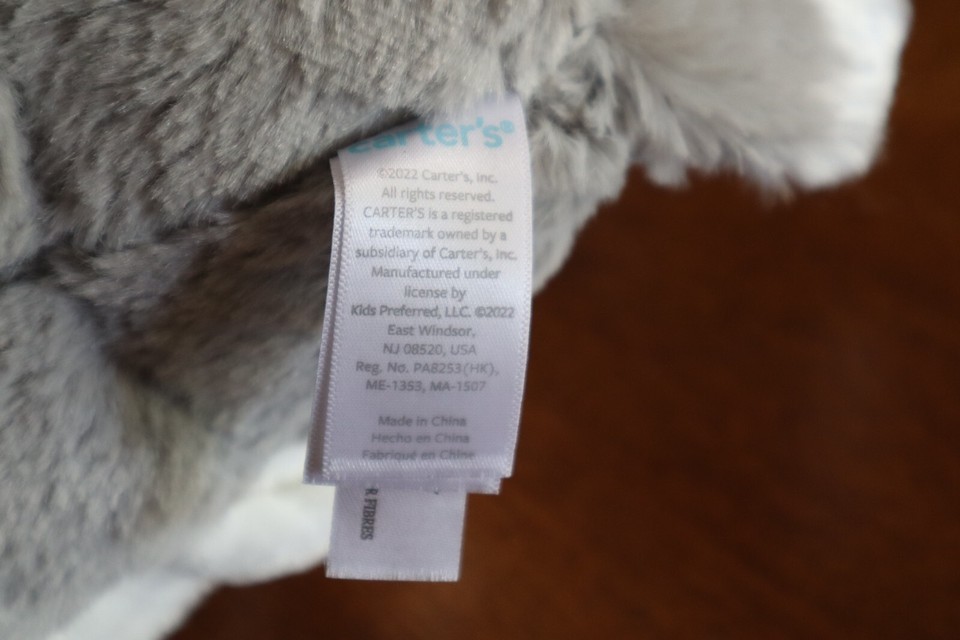 carter's®
©2022 Carter's, Inc.
All rights reserved.
CARTER'S is a registered
trademark owned by a
subsidiary of Carter's, Inc.
Manufactured under
license by
Kids Preferred, LLC. ©2022
East Windsor,
NJ 08520, USA
Reg. No. PA8253(HK),
ME-1353, MA-1507
Made in China
Hecho en China
Fabriqué en Chine
R FIBRES